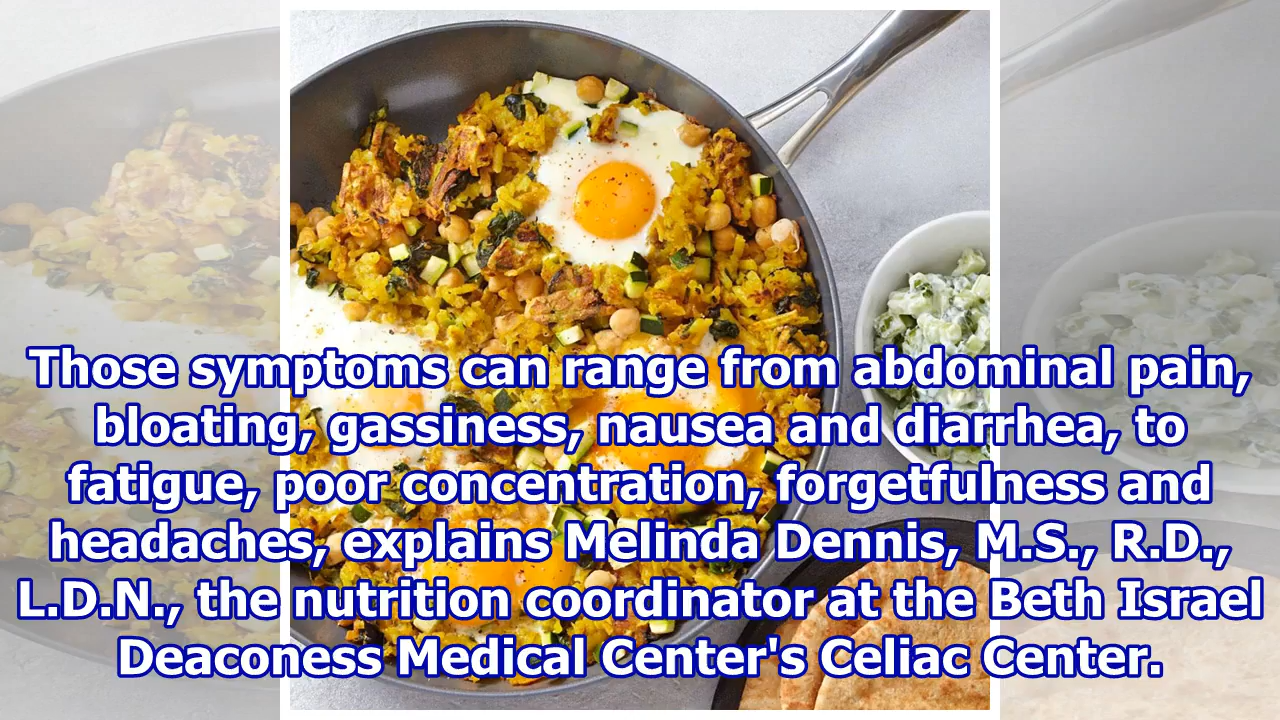 Those symptoms can range from abdominal pain,
bloating, gassiness, nausea and diarrhea, to
fatigue, poor concentration, forgetfulness and
headaches, explains Melinda Dennis, M.S., R.D.,
L.D.N., the nutrition coordinator at the Beth Israel
Deaconess Medical Center's Celiac Center.